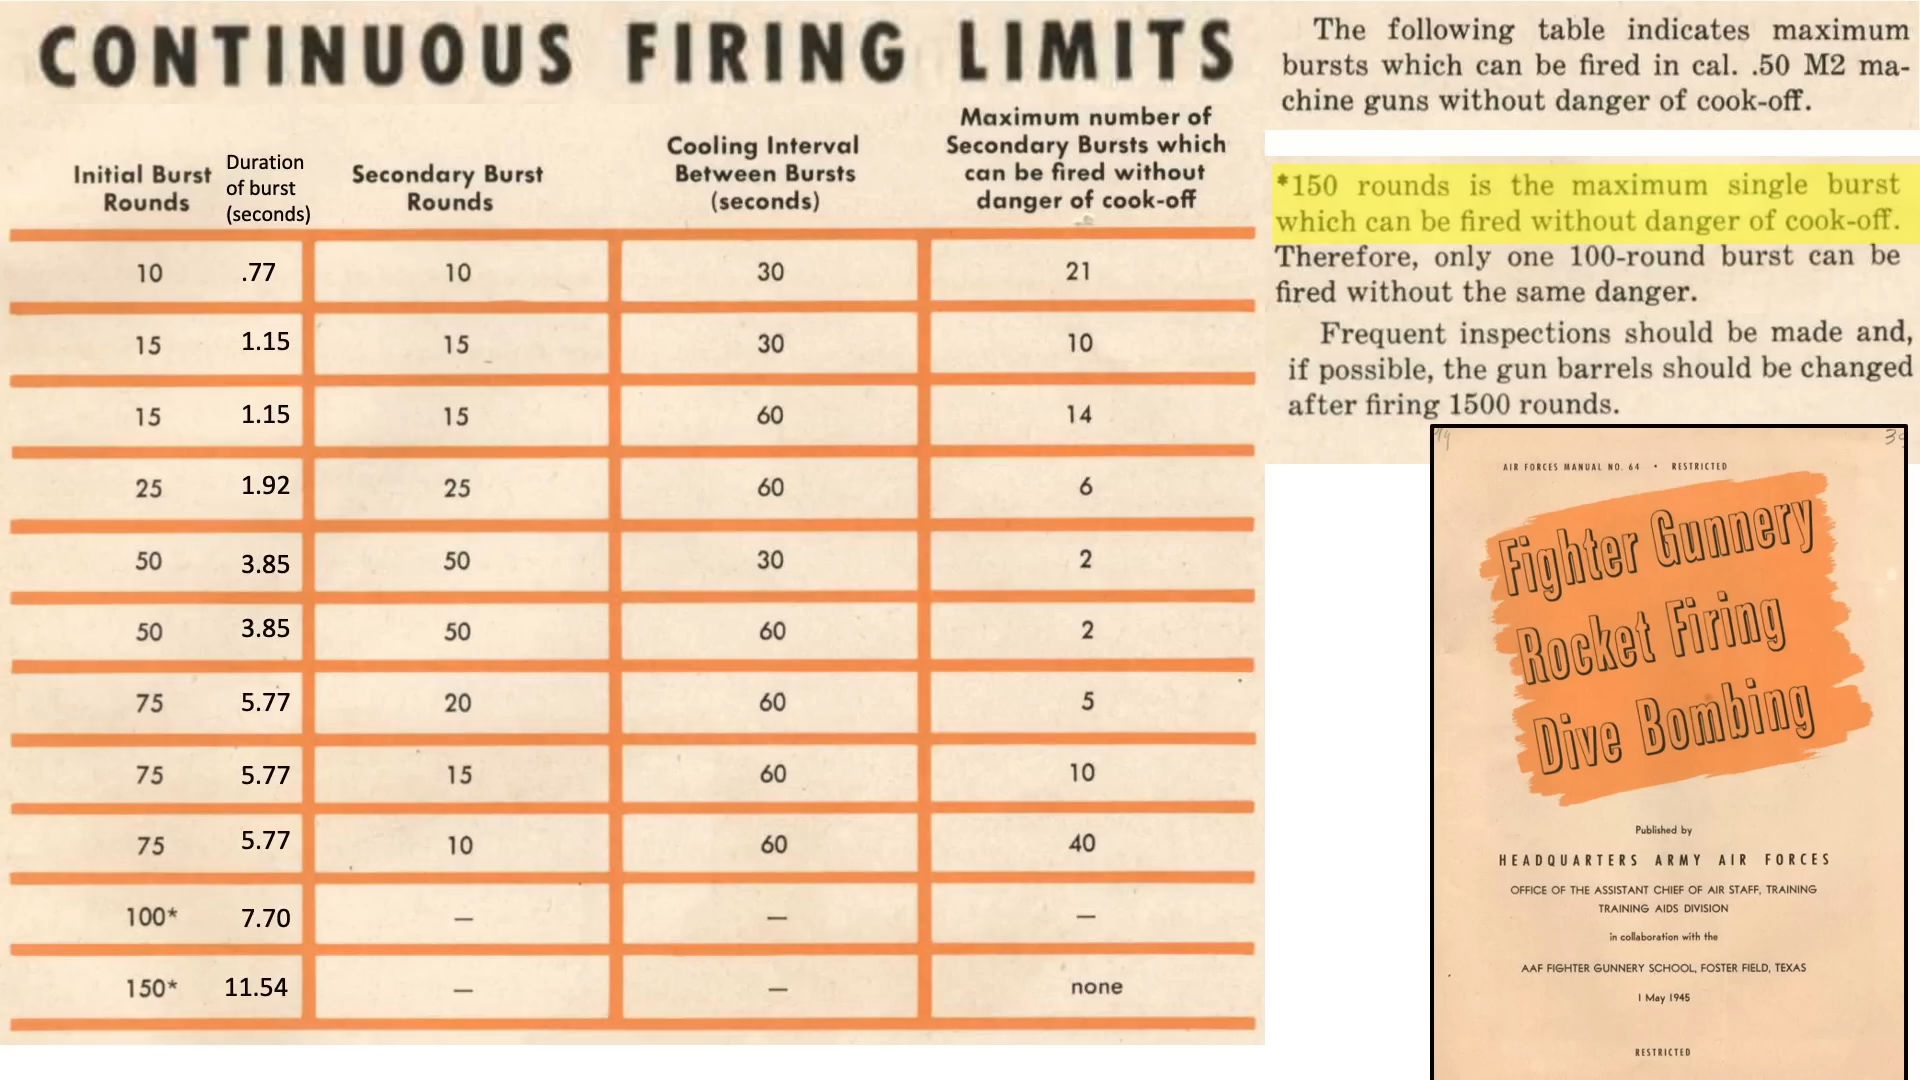 CONTINUOUS FIRING LIMITS
Initial Burst Rounds
Duration of burst (seconds)
Secondary Burst Rounds
Cooling Interval Between Bursts (seconds)
Maximum number of Secondary Bursts which can be fired without danger of cook-off
10 .77 10 30 21
15 1.15 15 30 10
15 1.15 15 60 14
25 1.92 25 60 6
50 3.85 50 30 2
50 3.85 50 60 2
75 5.77 20 60 5
75 5.77 15 60 10
75 5.77 10 60 40
100* 7.70 — — —
150* 11.54 — — none
The following table indicates maximum
bursts which can be fired in cal. .50 M2 ma-
chine guns without danger of cook-off.
*150 rounds is the maximum single burst
which can be fired without danger of cook-off.
Therefore, only one 100-round burst can be
fired without the same danger.
Frequent inspections should be made and,
if possible, the gun barrels should be changed
after firing 1500 rounds.
AIR FORCES MANUAL NO. 64 • RESTRICTED
Fighter Gunnery
Rocket Firing
Dive Bombing
Published by
HEADQUARTERS ARMY AIR FORCES
OFFICE OF THE ASSISTANT CHIEF OF AIR STAFF, TRAINING
TRAINING AIDS DIVISION
in collaboration with the
AAF FIGHTER GUNNERY SCHOOL, FOSTER FIELD, TEXAS
1 May 1945
RESTRICTED